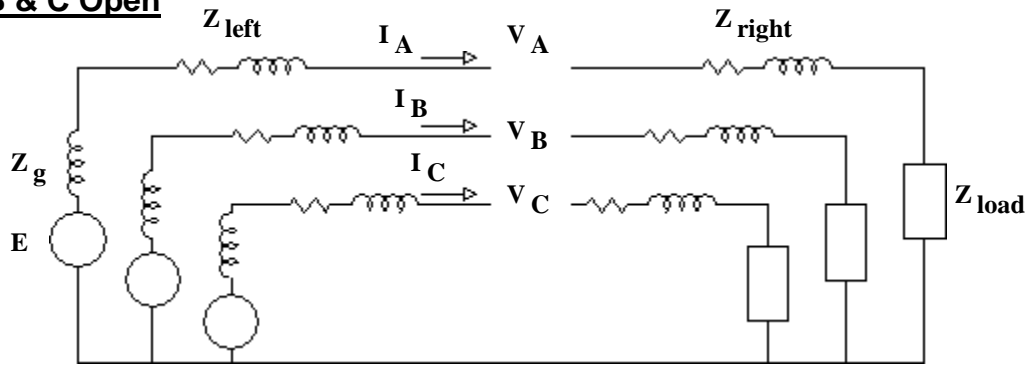 & C Open
Z left
I A
V A
Z right
I B
V B
Z g
I C
V C
Z load
E